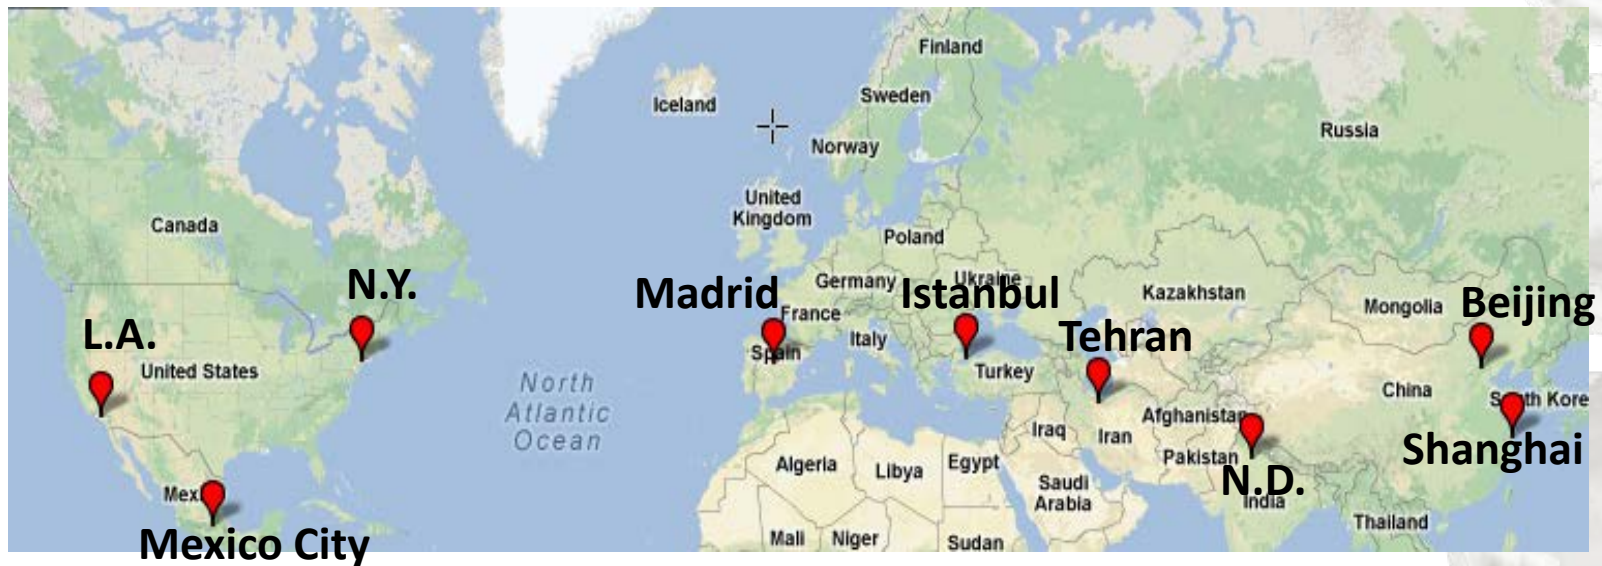 Finland
Iceland
Sweden
Norway
Russia
United
Kingdom
Canada
Poland
N.Y.
Madrid
Germany
Istanbul
Ukraine
Kazakhstan
Mongolia
Beijing
L.A.
France
Italy
Tehran
Spain
United States
Turkey
North
Atlantic
Ocean
China
South Kore
Afghanistan
Iraq
Iran
Pakistan
Shanghai
Algeria
Libya
Egypt
Saudi
Arabia
N.D.
India
Mex
Mexico City
Mali
Niger
Sudan
Thailand